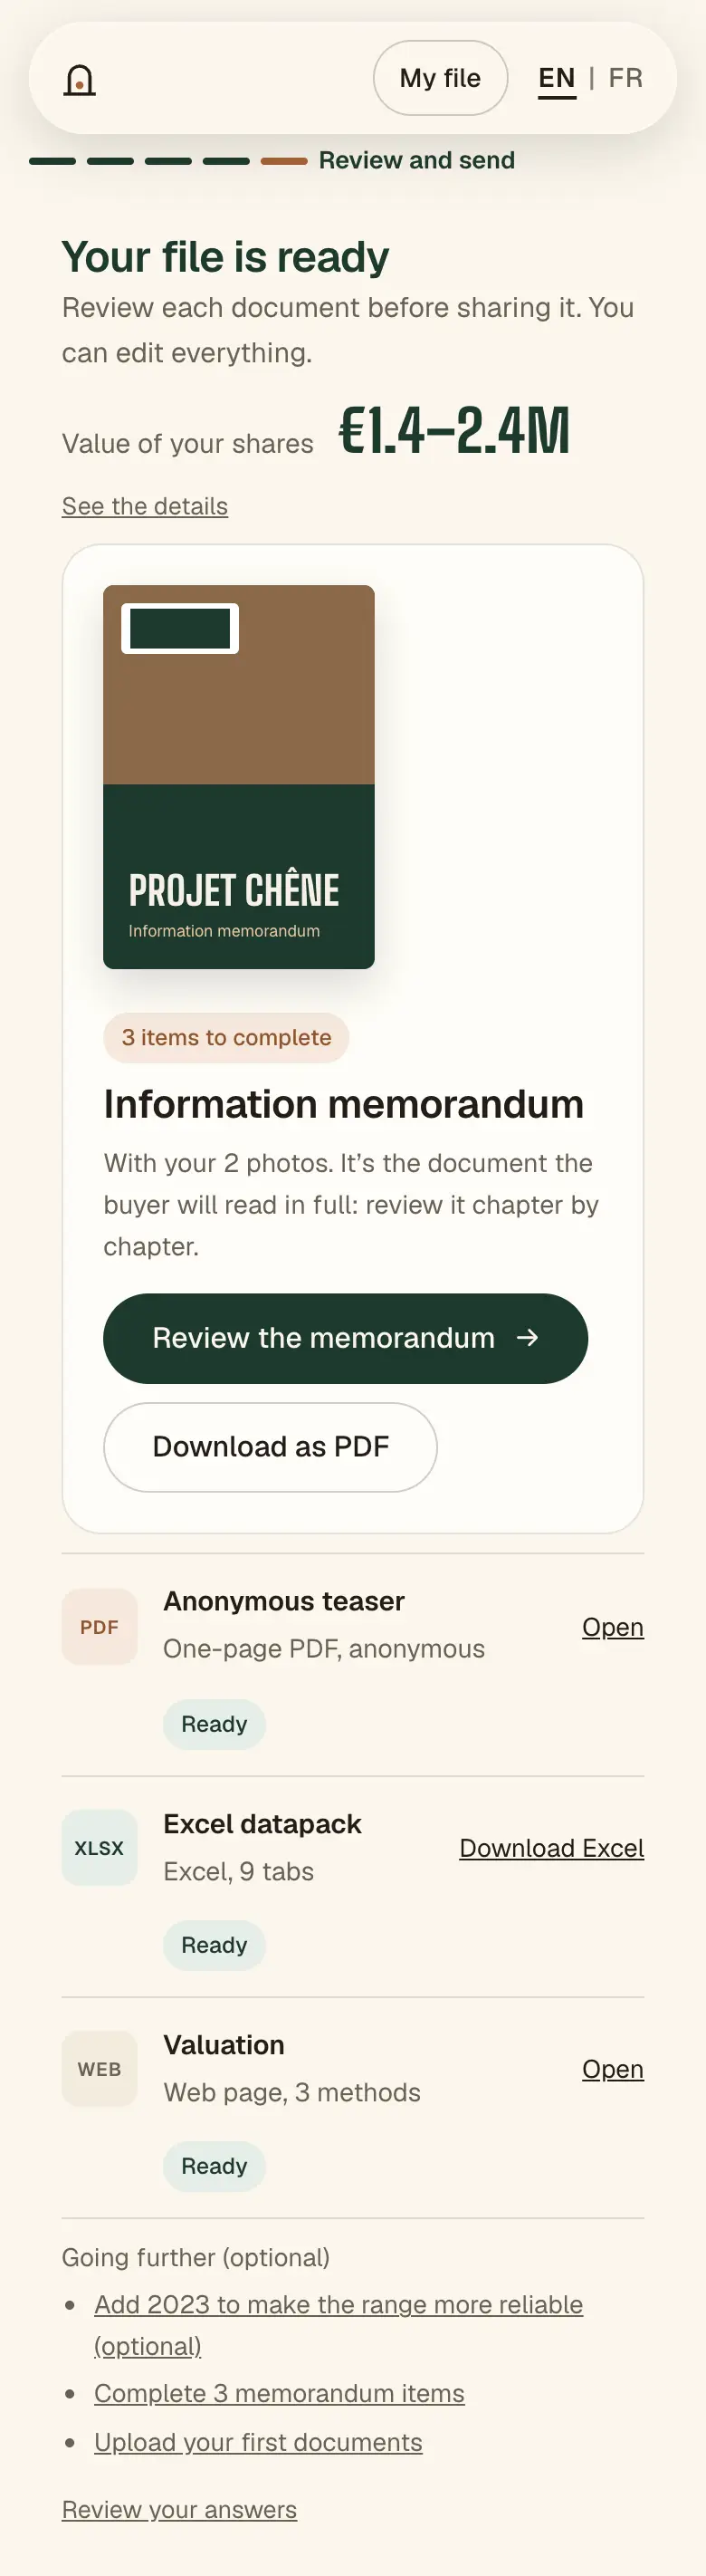 My file
EN | FR
Review and send
Your file is ready
Review each document before sharing it. You
can edit everything.
Value of your shares €1.4–2.4M
See the details
PROJET CHÊNE
Information memorandum
3 items to complete
Information memorandum
With your 2 photos. It’s the document the
buyer will read in full: review it chapter by
chapter.
Review the memorandum →
Download as PDF
PDF
Anonymous teaser
One-page PDF, anonymous
Open
Ready
XLSX
Excel datapack
Excel, 9 tabs
Download Excel
Ready
WEB
Valuation
Web page, 3 methods
Open
Ready
Going further (optional)
• Add 2023 to make the range more reliable
(optional)
• Complete 3 memorandum items
• Upload your first documents
Review your answers